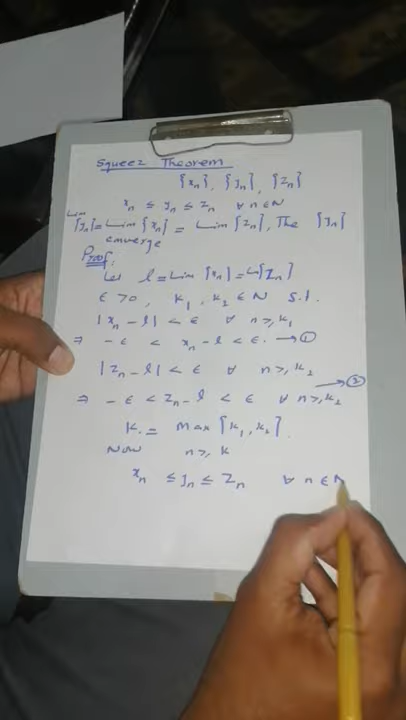 Squeez Theorem
{xn}, {yn}, {zn}
xn ≤ yn ≤ zn ∀ n ∈ N
Lim {yn} = Lim {xn} = Lim {zn}, The {yn}
converge
Proof:
Let l = Lim {xn} = {zn}
ε > 0, k1, k2 ∈ N s.t.
|xn - l| < ε ∀ n ≥ k1
⇒ -ε < xn - l < ε. → ①
|zn - l| < ε ∀ n ≥ k2
⇒ -ε < zn - l < ε ∀ n ≥ k2 → ②
K = max {k1, k2}.
Now n ≥ k
xn ≤ yn ≤ zn ∀ n ∈ N